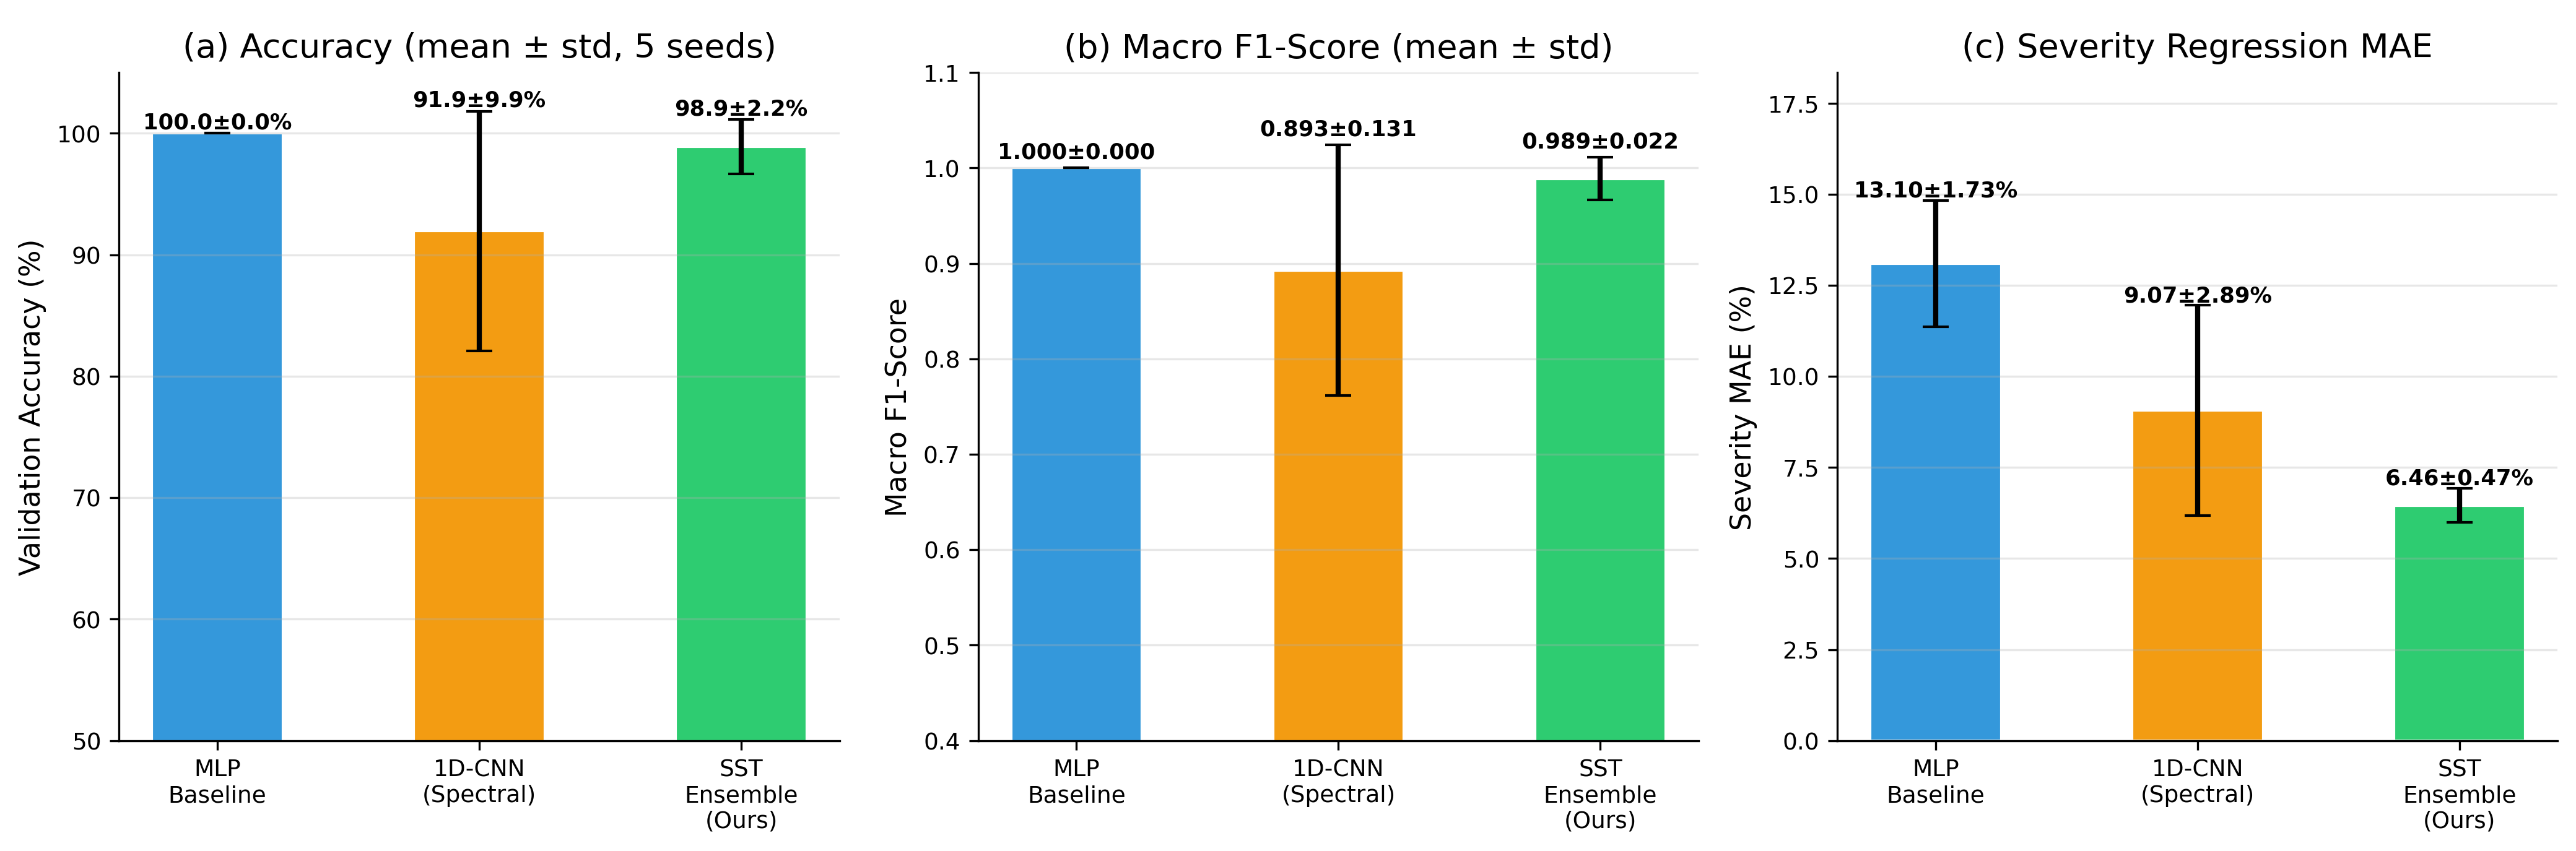 (a) Accuracy (mean ± std, 5 seeds)
Validation Accuracy (%)
100
90
80
70
60
50
100.0±0.0%
91.9±9.9%
98.9±2.2%
MLP
Baseline
1D-CNN
(Spectral)
SST
Ensemble
(Ours)
(b) Macro F1-Score (mean ± std)
Macro F1-Score
1.1
1.0
0.9
0.8
0.7
0.6
0.5
0.4
1.000±0.000
0.893±0.131
0.989±0.022
MLP
Baseline
1D-CNN
(Spectral)
SST
Ensemble
(Ours)
(c) Severity Regression MAE
Severity MAE (%)
17.5
15.0
12.5
10.0
7.5
5.0
2.5
0.0
13.10±1.73%
9.07±2.89%
6.46±0.47%
MLP
Baseline
1D-CNN
(Spectral)
SST
Ensemble
(Ours)